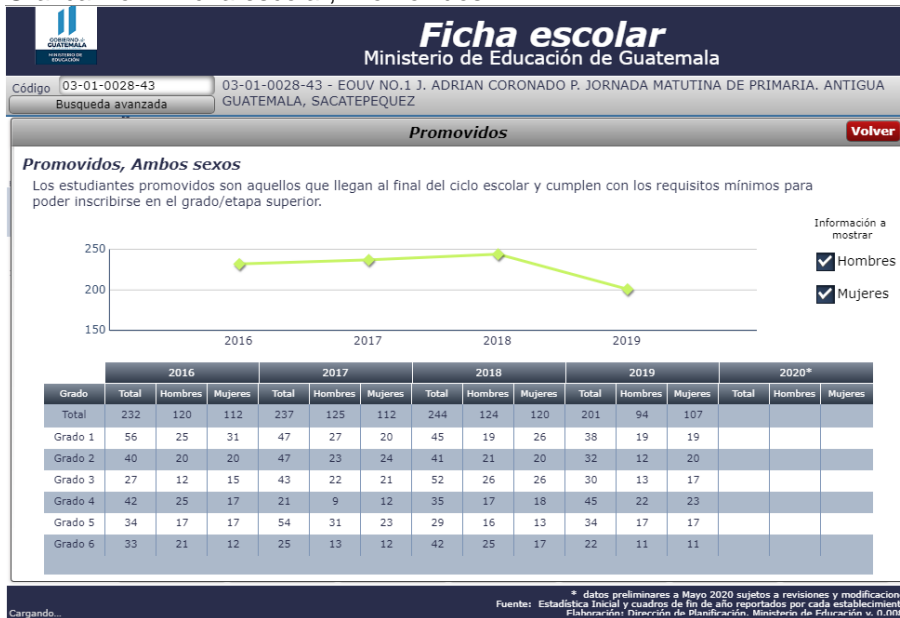 GOBIERNO de
GUATEMALA
MINISTERIO DE
EDUCACIÓN
Ficha escolar
Ministerio de Educación de Guatemala
Código 03-01-0028-43
Busqueda avanzada
03-01-0028-43 - EOUV NO.1 J. ADRIAN CORONADO P. JORNADA MATUTINA DE PRIMARIA. ANTIGUA
GUATEMALA, SACATEPEQUEZ
Promovidos Volver
Promovidos, Ambos sexos
Los estudiantes promovidos son aquellos que llegan al final del ciclo escolar y cumplen con los requisitos mínimos para
poder inscribirse en el grado/etapa superior.
Información a
mostrar
Hombres
Mujeres
250
200
150
2016 2017 2018 2019
2016 2017 2018 2019 2020*
Grado Total Hombres Mujeres Total Hombres Mujeres Total Hombres Mujeres Total Hombres Mujeres Total Hombres Mujeres
Total 232 120 112 237 125 112 244 124 120 201 94 107
Grado 1 56 25 31 47 27 20 45 19 26 38 19 19
Grado 2 40 20 20 47 23 24 41 21 20 32 12 20
Grado 3 27 12 15 43 22 21 52 26 26 30 13 17
Grado 4 42 25 17 21 9 12 35 17 18 45 22 23
Grado 5 34 17 17 54 31 23 29 16 13 34 17 17
Grado 6 33 21 12 25 13 12 42 25 17 22 11 11
* datos preliminares a Mayo 2020 sujetos a revisiones y modificacion
Fuente: Estadística Inicial y cuadros de fin de año reportados por cada establecimient
Elaboración: Dirección de Planificación. Ministerio de Educación v. 0.00
Cargando...